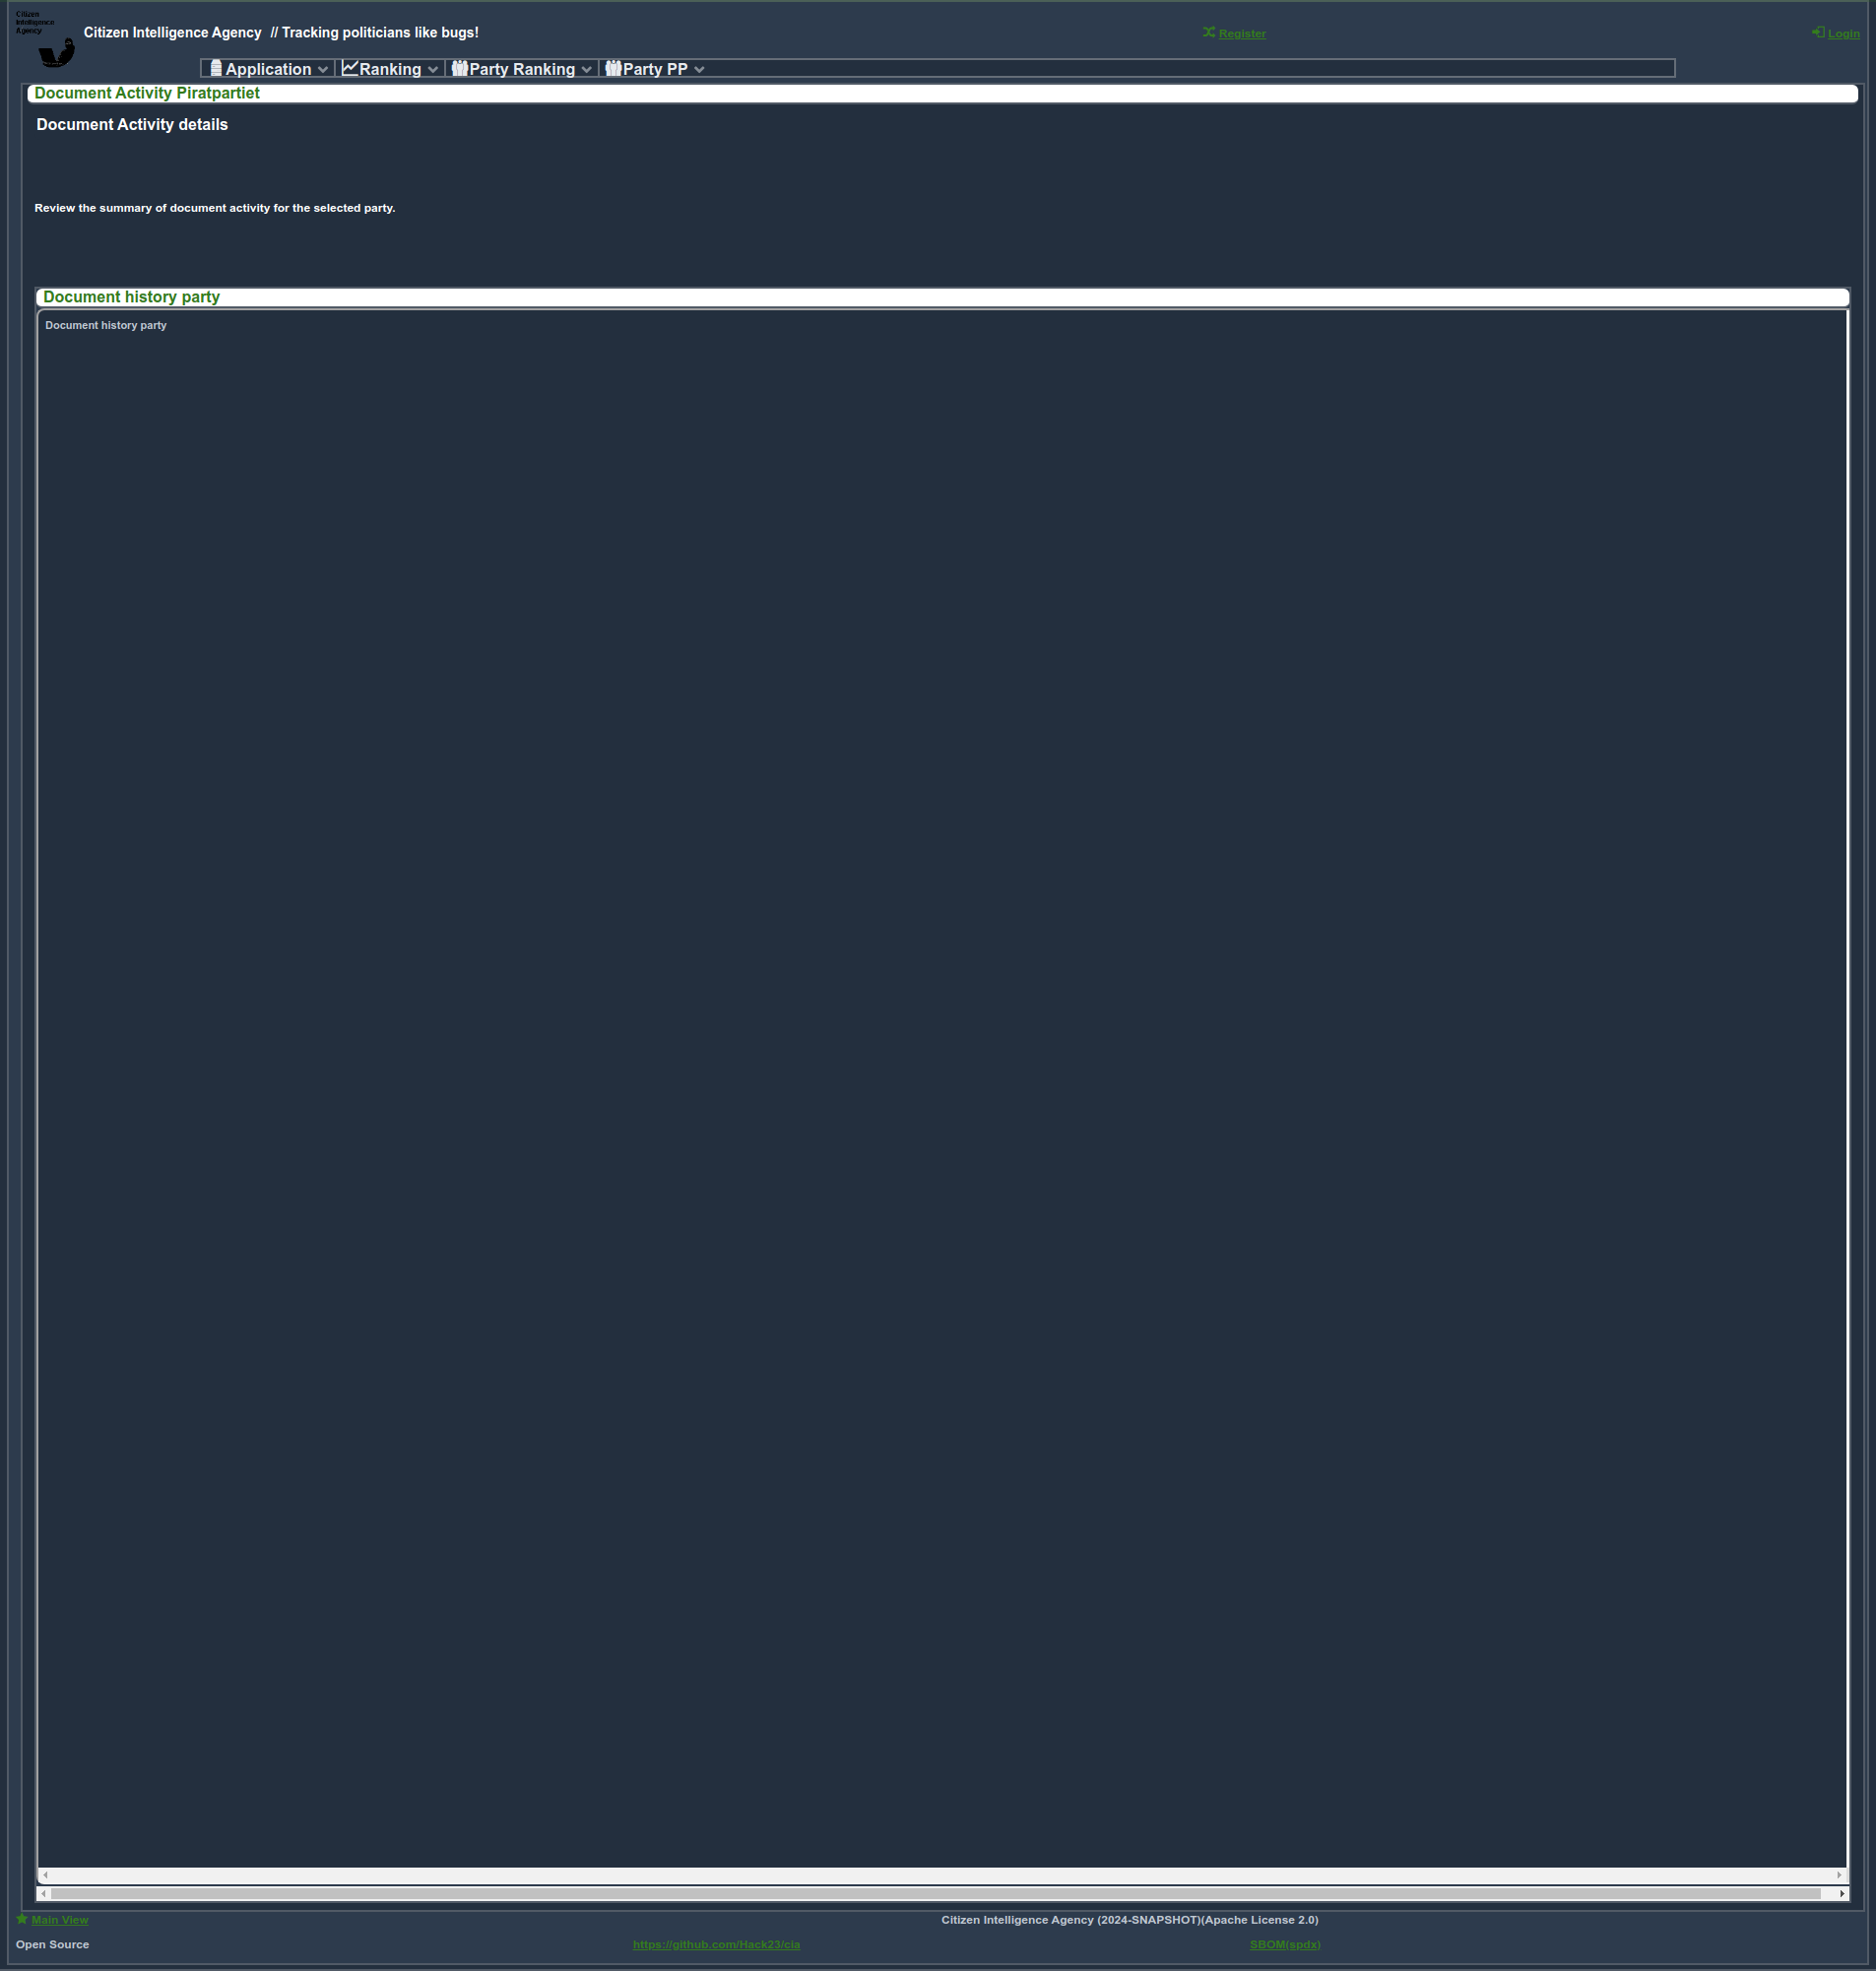 Citizen
Intelligence
Agency
Citizen Intelligence Agency // Tracking politicians like bugs!
Register
Login
Application
Ranking
Party Ranking
Party PP
Document Activity Piratpartiet
Document Activity details
Review the summary of document activity for the selected party.
Document history party
Document history party
Main View
Citizen Intelligence Agency (2024-SNAPSHOT)(Apache License 2.0)
Open Source
https://github.com/Hack23/cia
SBOM(spdx)